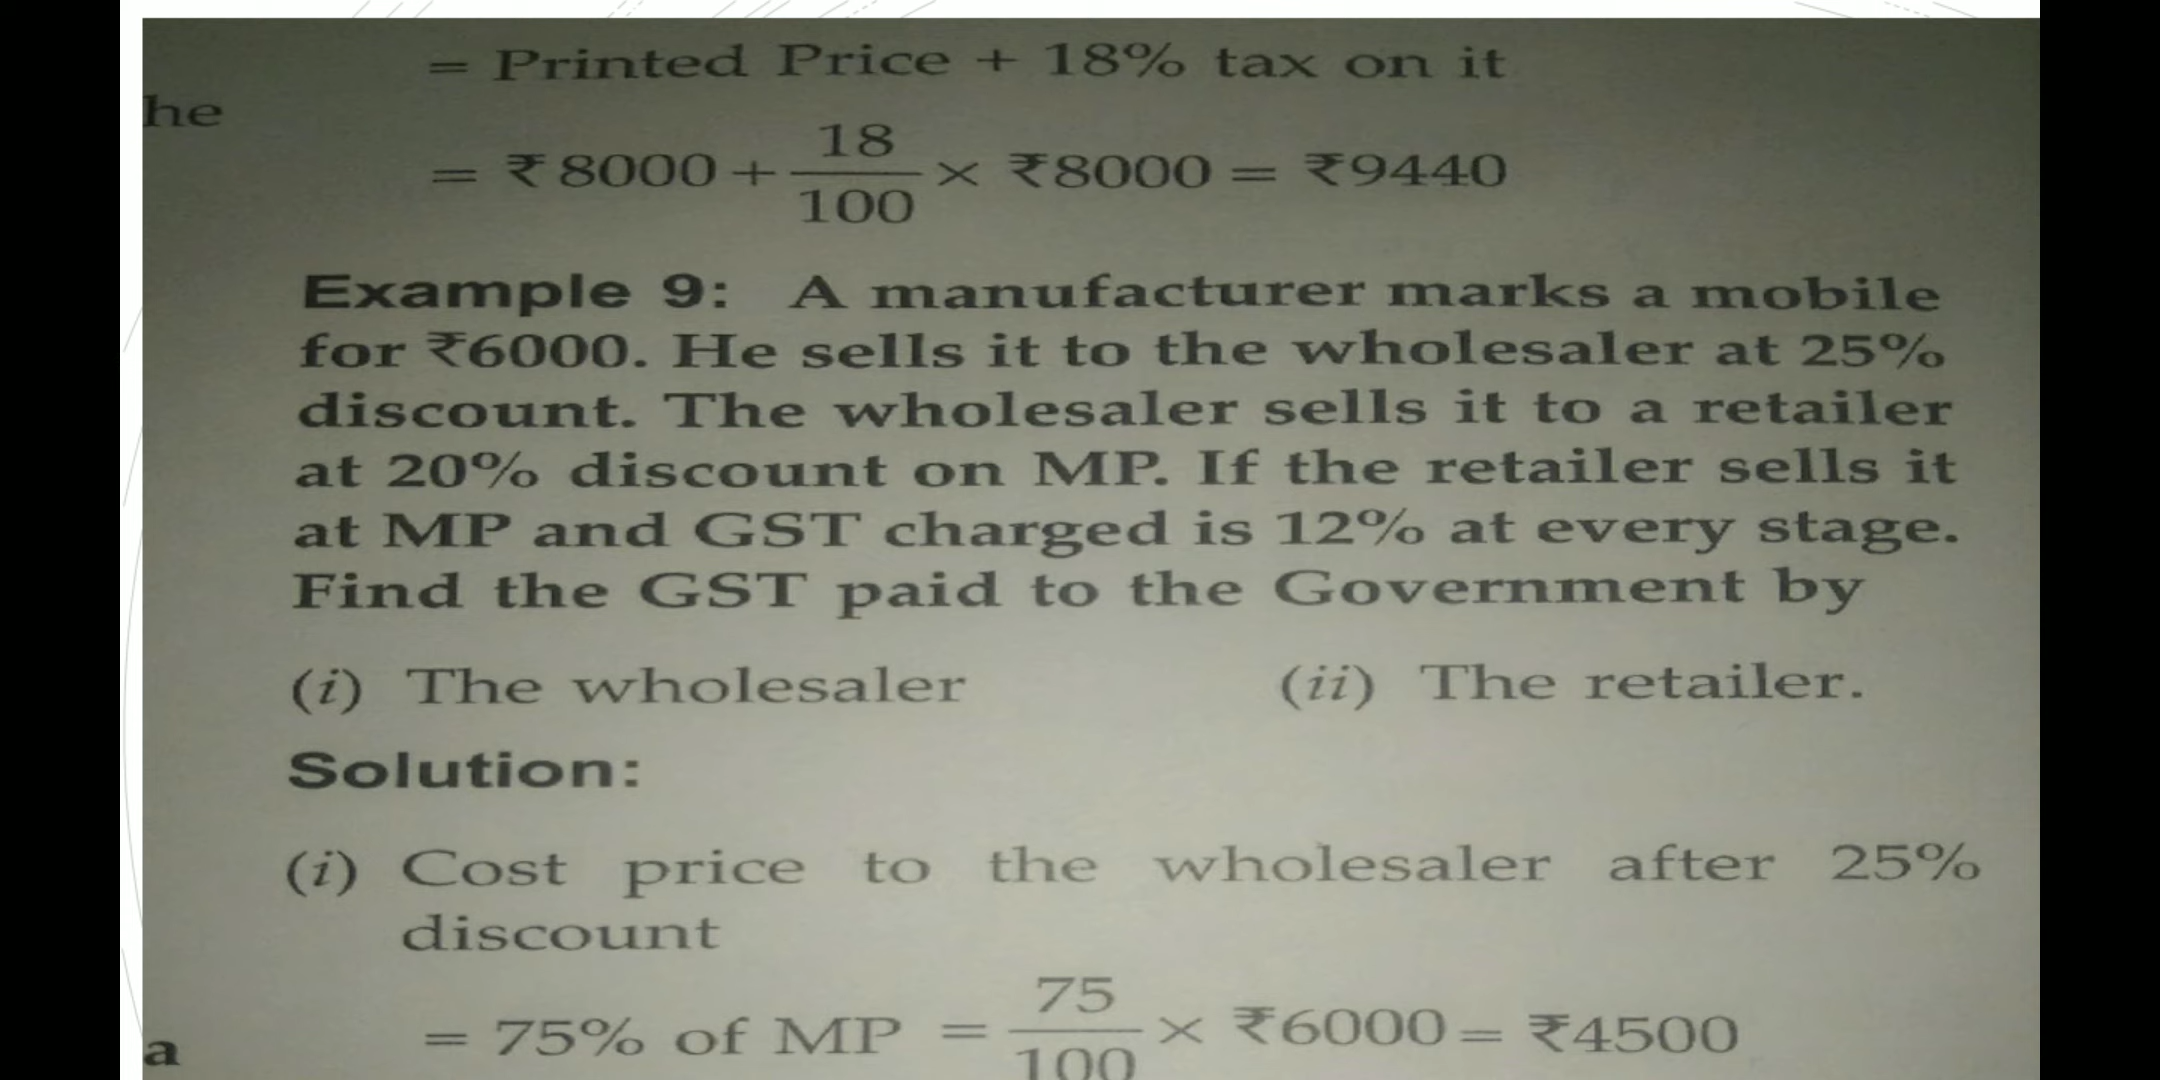 = Printed Price + 18% tax on it
he
= ₹ 8000 + 18/100 × ₹8000 = ₹9440
Example 9: A manufacturer marks a mobile
for ₹6000. He sells it to the wholesaler at 25%
discount. The wholesaler sells it to a retailer
at 20% discount on MP. If the retailer sells it
at MP and GST charged is 12% at every stage.
Find the GST paid to the Government by
(i) The wholesaler (ii) The retailer.
Solution:
(i) Cost price to the wholesaler after 25%
discount
= 75% of MP = 75/100 × ₹6000 = ₹4500
a